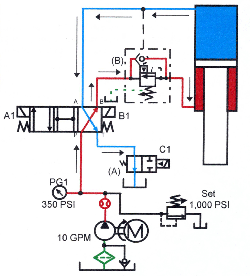 (B)
A B
A1 B1
C1
(A)
PG1
350 PSI
Set
1,000 PSI
10 GPM
M